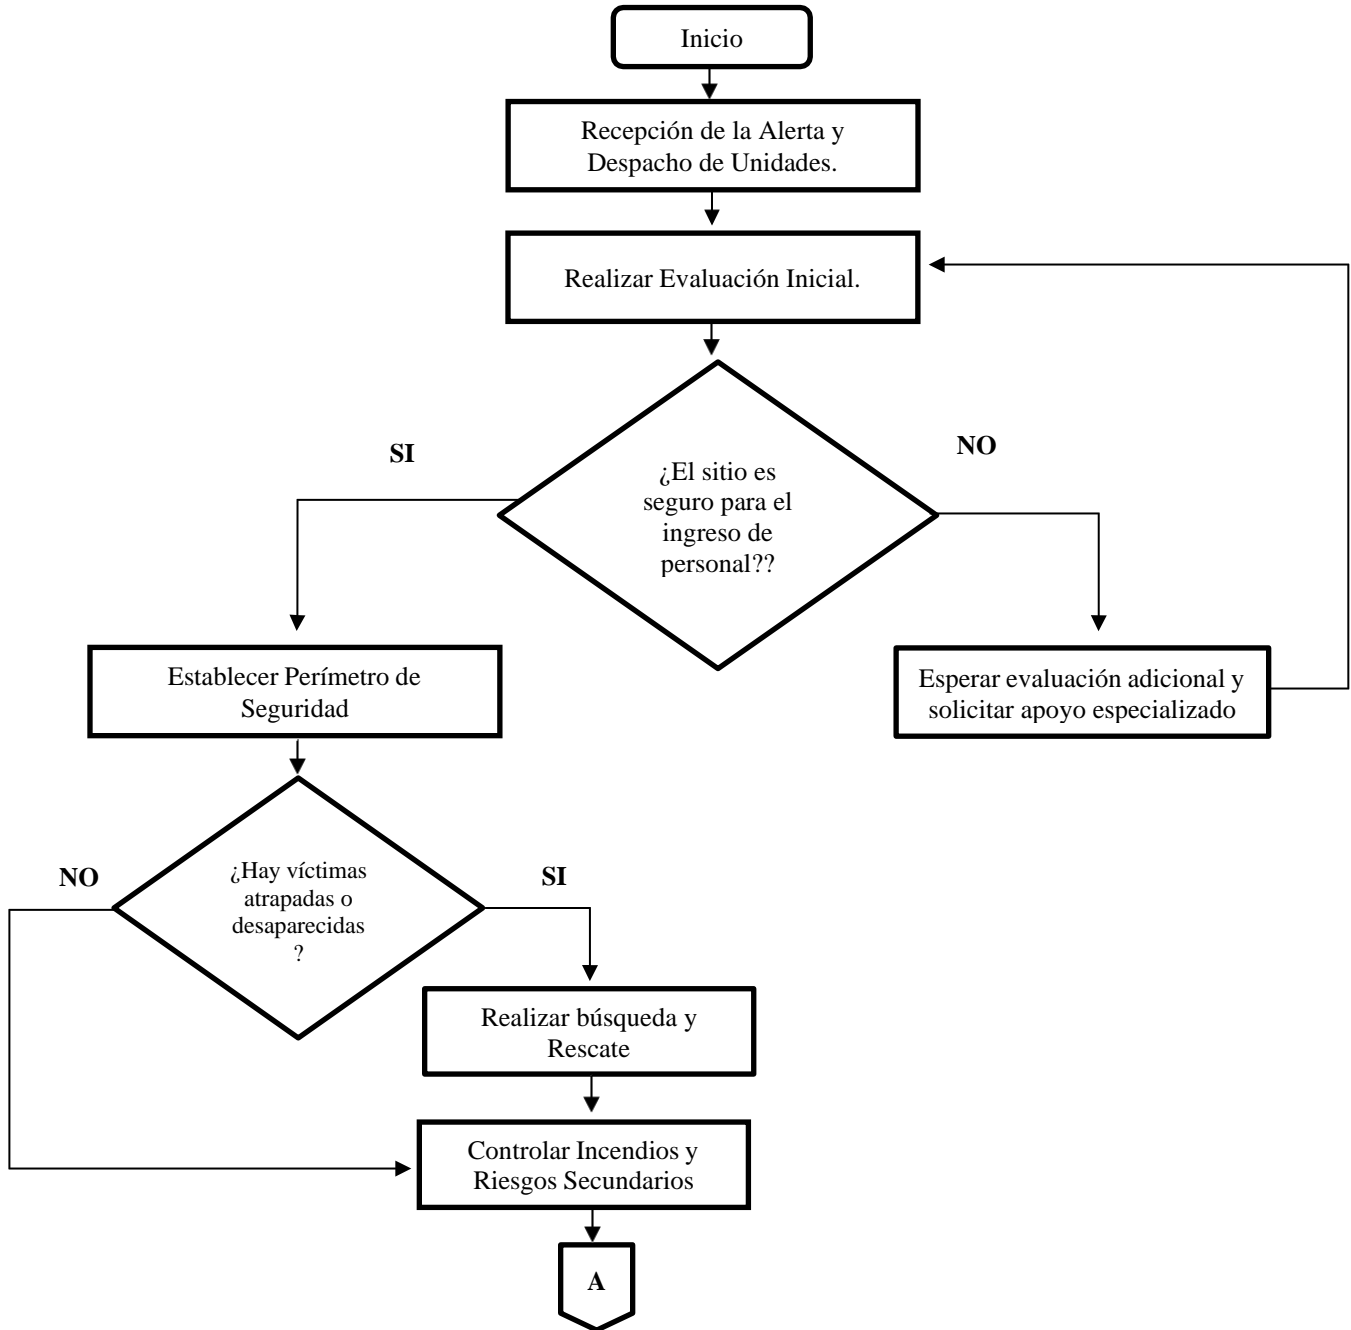 Inicio
Recepción de la Alerta y
Despacho de Unidades.
Realizar Evaluación Inicial.
SI
NO
¿El sitio es
seguro para el
ingreso de
personal??
Establecer Perímetro de
Seguridad
Esperar evaluación adicional y
solicitar apoyo especializado
NO
SI
¿Hay víctimas
atrapadas o
desaparecidas
?
Realizar búsqueda y
Rescate
Controlar Incendios y
Riesgos Secundarios
A